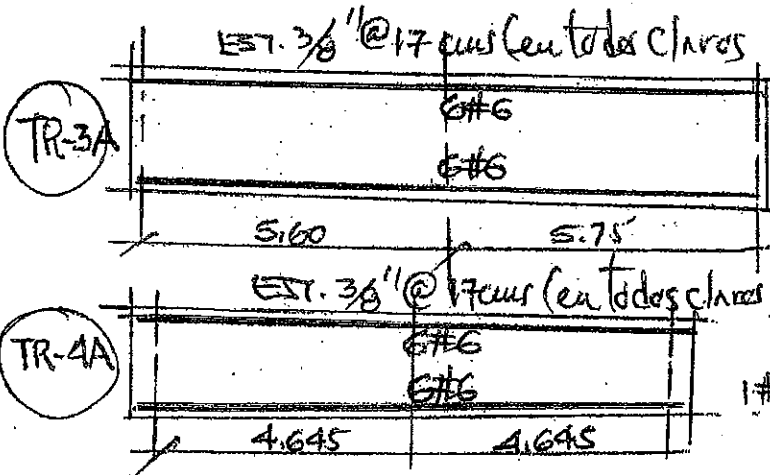 EST. 3/8"@17 cms (en todos claros
TR-3A
6#6
6#6
5.60 5.75
EST. 3/8"@17cms (en todos claros
TR-4A
6#6
6#6
1#
4.645 4.645